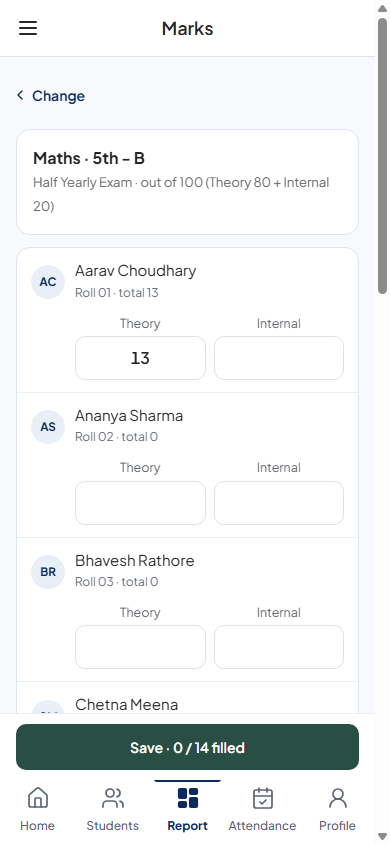 Marks
Change
Maths · 5th - B
Half Yearly Exam · out of 100 (Theory 80 + Internal
20)
AC
Aarav Choudhary
Roll 01 · total 13
Theory
Internal
13
AS
Ananya Sharma
Roll 02 · total 0
Theory
Internal
BR
Bhavesh Rathore
Roll 03 · total 0
Theory
Internal
Chetna Meena
Save · 0 / 14 filled
Home
Students
Report
Attendance
Profile